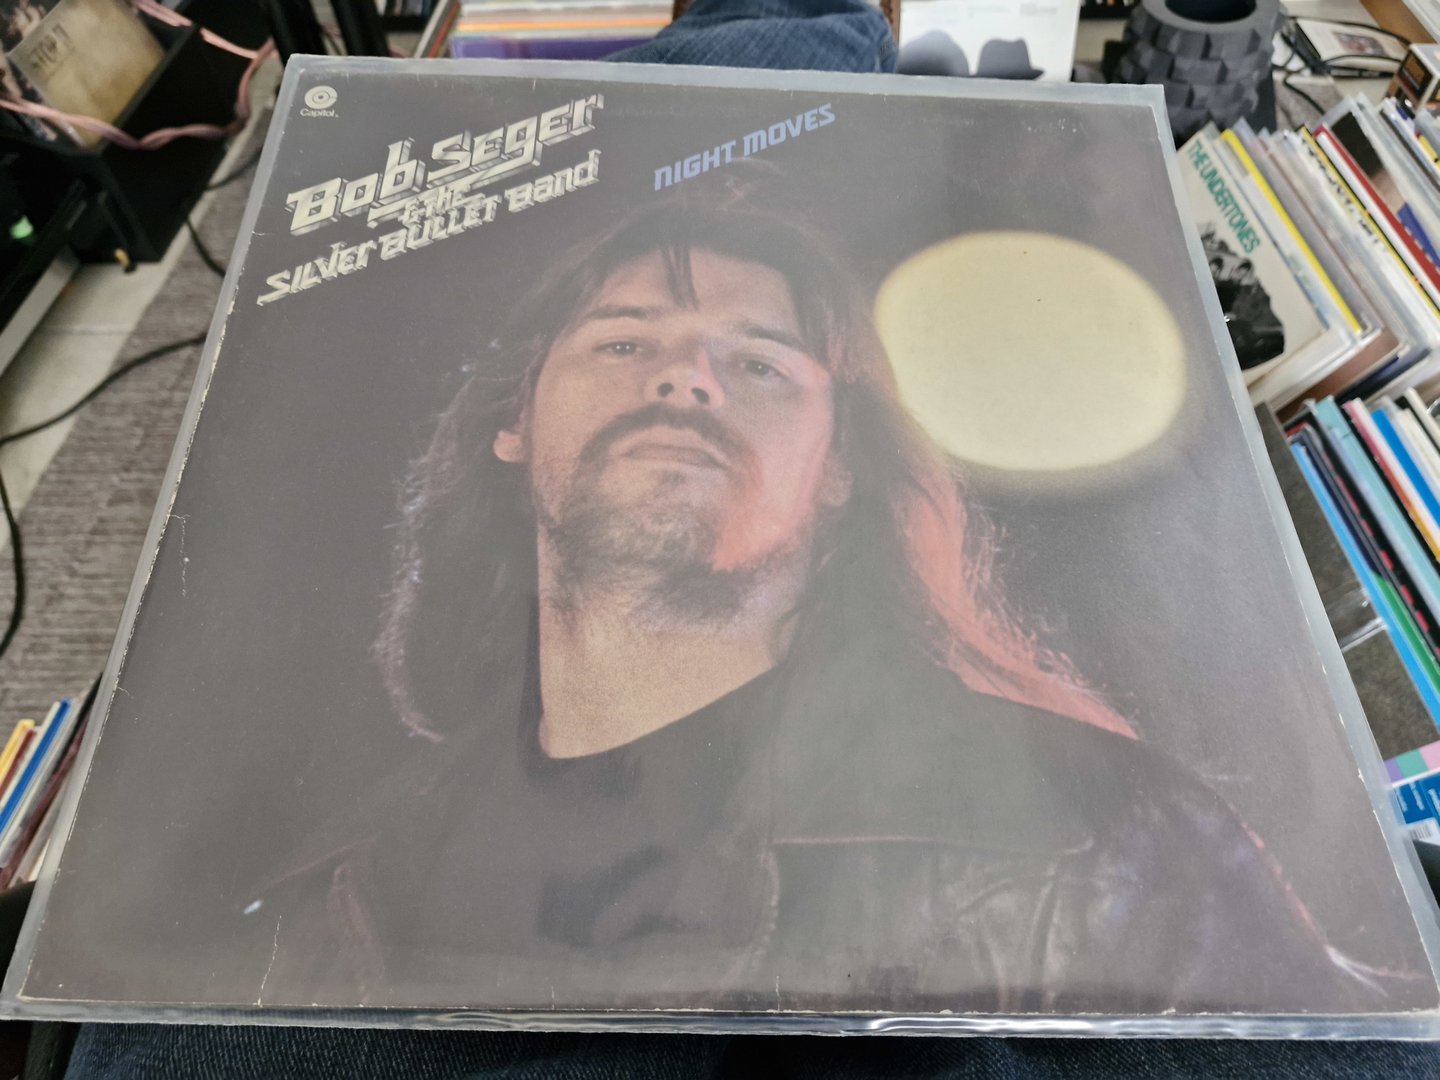 Capitol
Bob Seger
& the
Silver Bullet Band
NIGHT MOVES
THE UNDERTONES